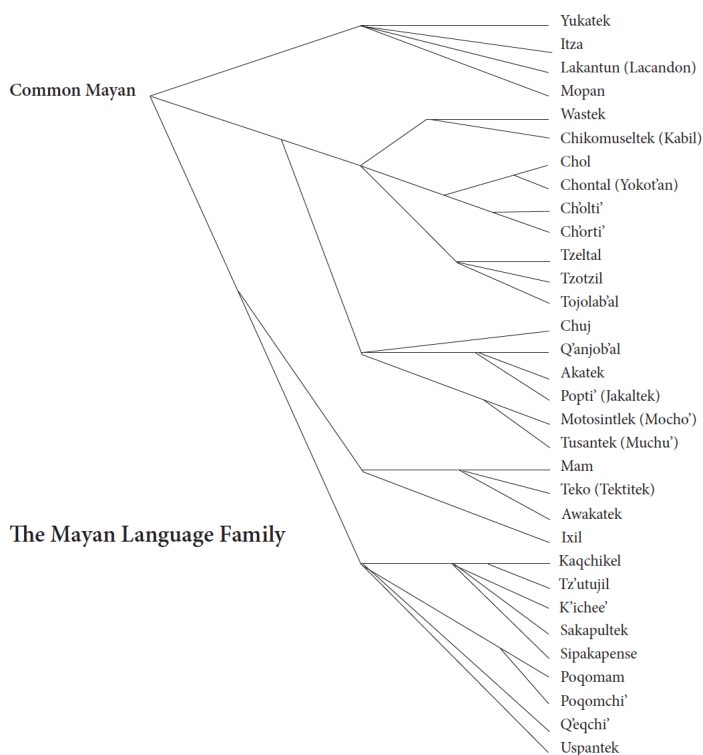 Yukatek
Itza
Lakantun (Lacandon)
Common Mayan
Mopan
Wastek
Chikomuseltek (Kabil)
Chol
Chontal (Yokot'an)
Ch'olti'
Ch'orti'
Tzeltal
Tzotzil
Tojolab'al
Chuj
Q'anjob'al
Akatek
Popti' (Jakaltek)
Motosintlek (Mocho')
Tusantek (Muchu')
Mam
Teko (Tektitek)
Awakatek
The Mayan Language Family
Ixil
Kaqchikel
Tz'utujil
K'ichee'
Sakapultek
Sipakapense
Poqomam
Poqomchi'
Q'eqchi'
Uspantek